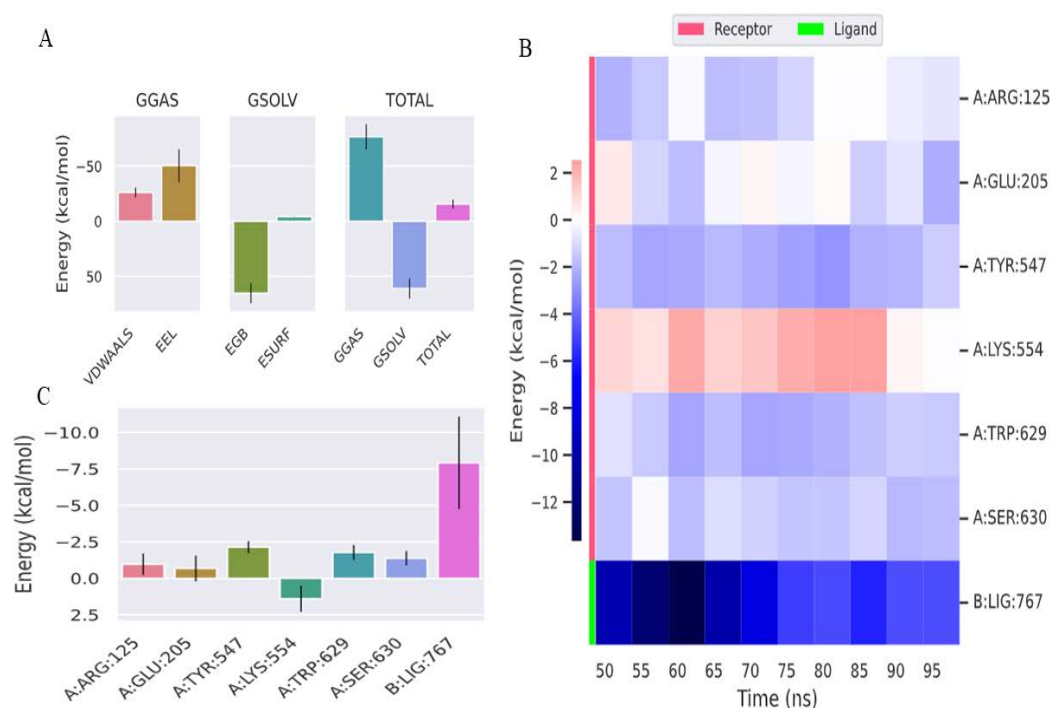 A
GGAS GSOLV TOTAL
Energy (kcal/mol)
−50
0
50
VDWAALS EEL EGB ESURF GGAS GSOLV TOTAL
B
Receptor Ligand
Energy (kcal/mol)
2
0
−2
−4
−6
−8
−10
−12
A:ARG:125
A:GLU:205
A:TYR:547
A:LYS:554
A:TRP:629
A:SER:630
B:LIG:767
50 55 60 65 70 75 80 85 90 95
Time (ns)
C
Energy (kcal/mol)
−10.0
−7.5
−5.0
−2.5
0.0
2.5
A:ARG:125 A:GLU:205 A:TYR:547 A:LYS:554 A:TRP:629 A:SER:630 B:LIG:767